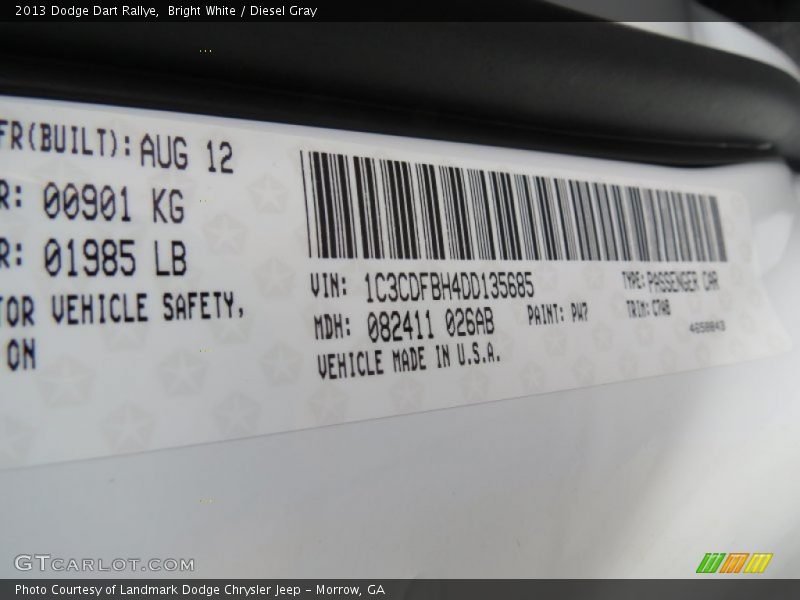 2013 Dodge Dart Rallye, Bright White / Diesel Gray
FR(BUILT): AUG 12
R: 00901 KG
R: 01985 LB
TOR VEHICLE SAFETY,
ON
VIN: 1C3CDFBH4DD135685
TYPE: PASSENGER CAR
MDH: 082411 026AB
PAINT: PW7
TRIM: C7A8
VEHICLE MADE IN U.S.A.
GTCARLOT.COM
Photo Courtesy of Landmark Dodge Chrysler Jeep – Morrow, GA